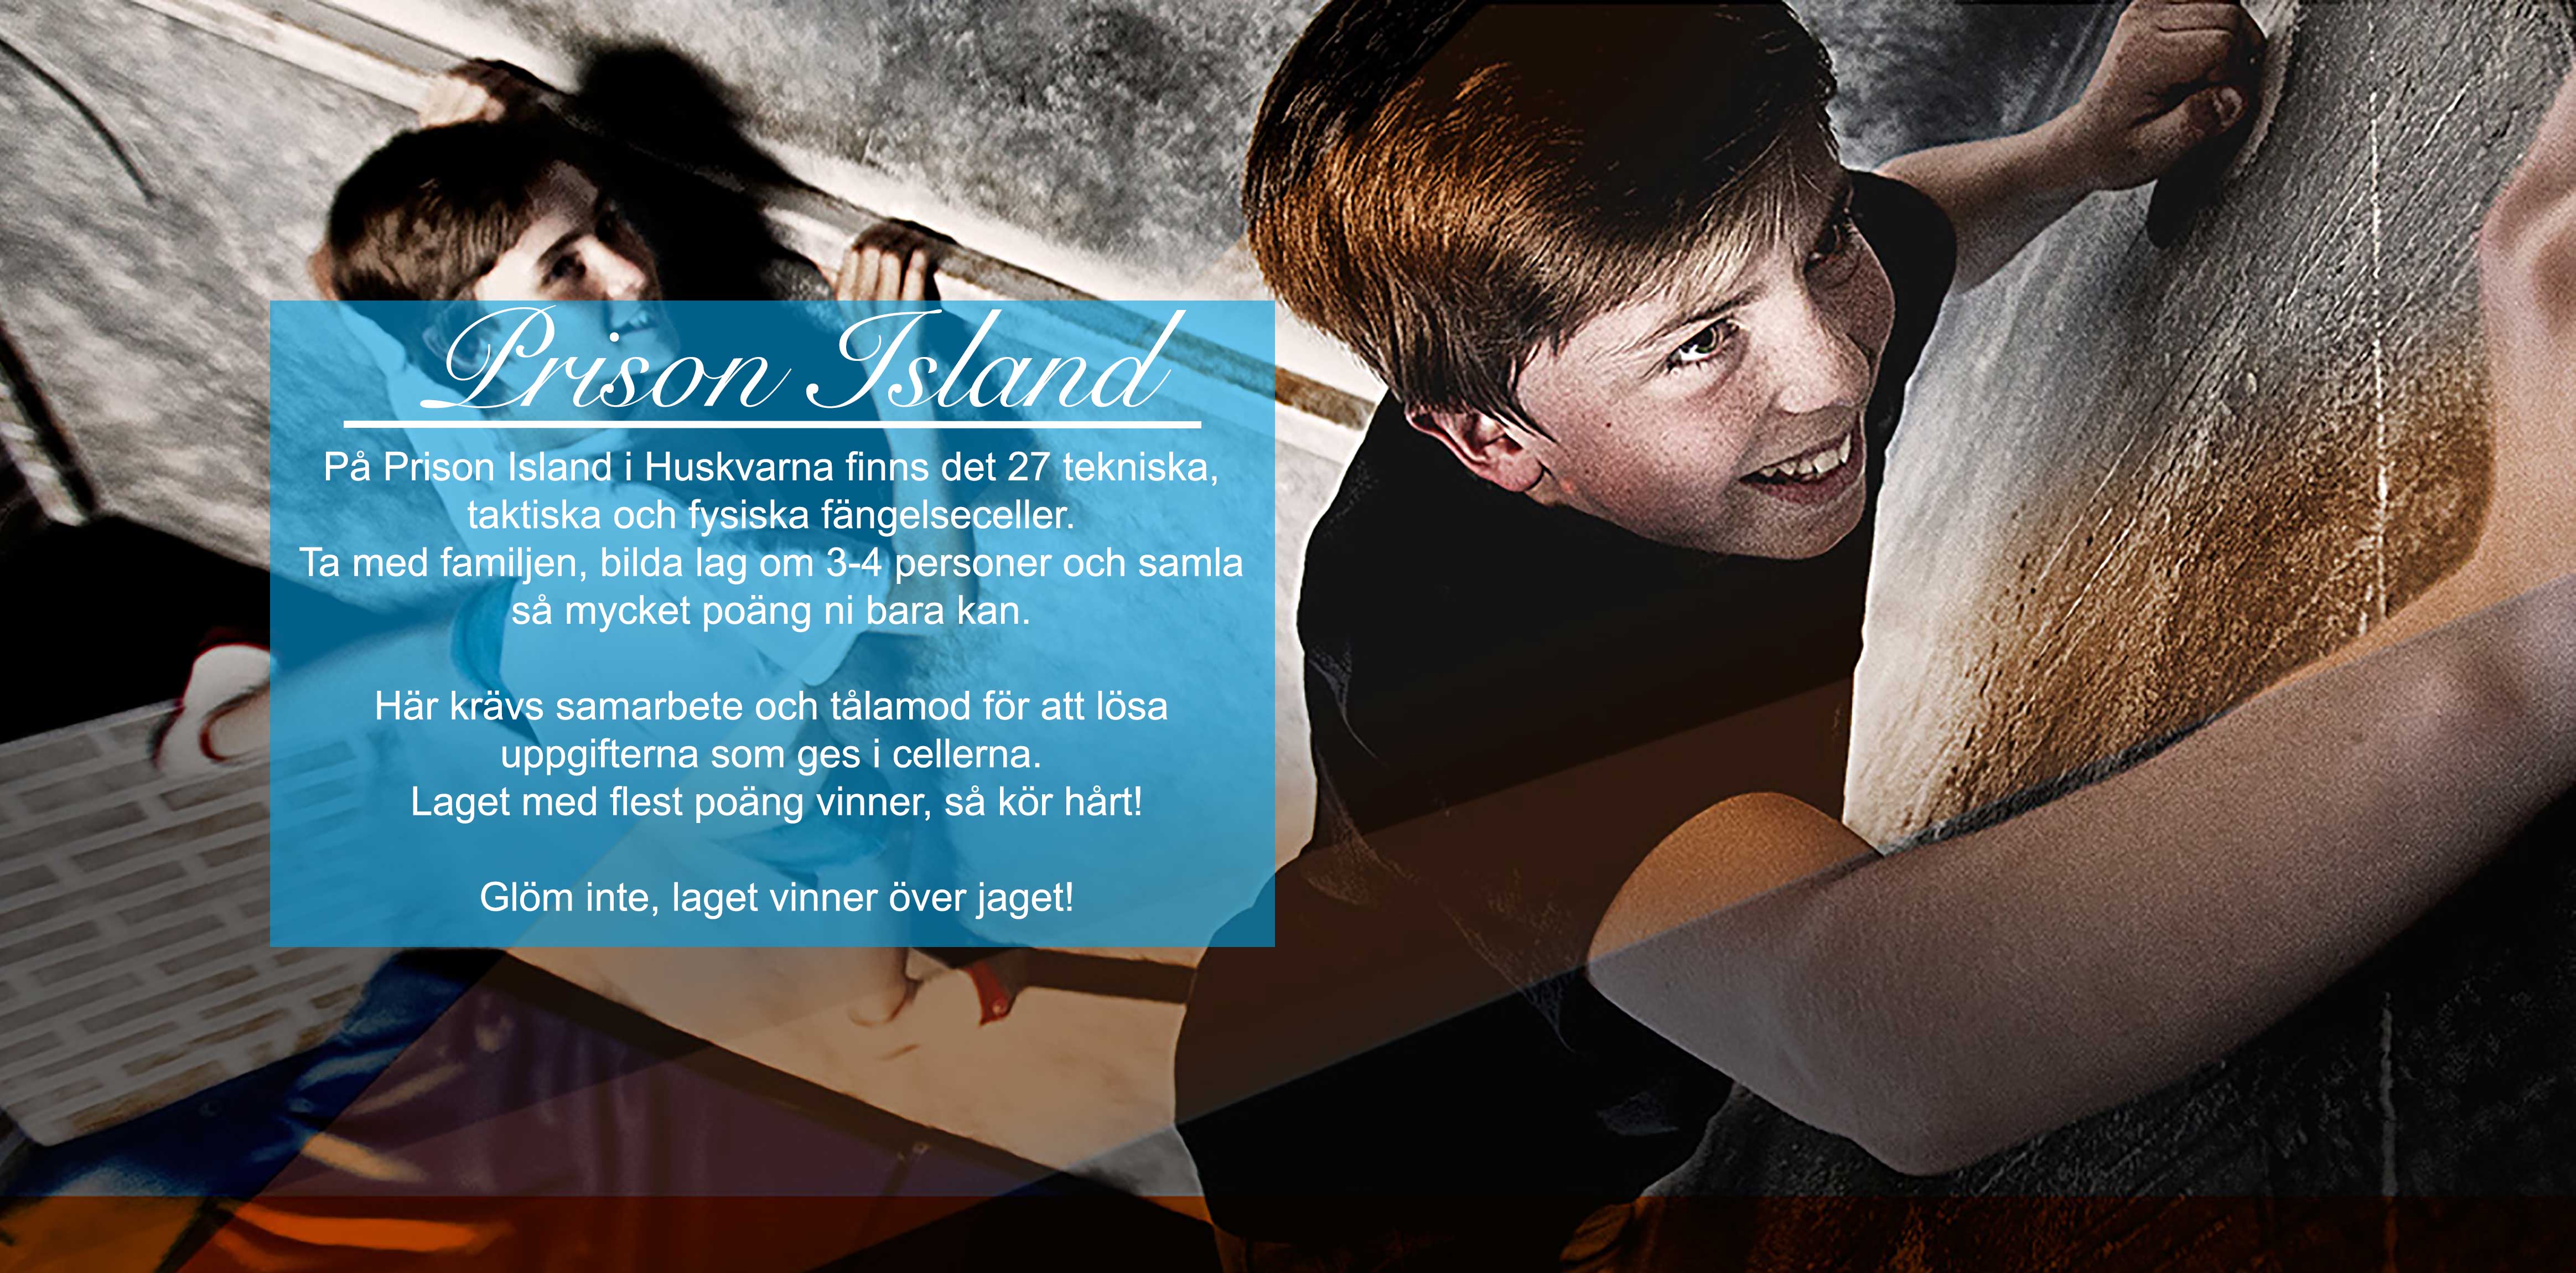 Prison Island
På Prison Island i Huskvarna finns det 27 tekniska,
taktiska och fysiska fängelseceller.
Ta med familjen, bilda lag om 3-4 personer och samla
så mycket poäng ni bara kan.
Här krävs samarbete och tålamod för att lösa
uppgifterna som ges i cellerna.
Laget med flest poäng vinner, så kör hårt!
Glöm inte, laget vinner över jaget!